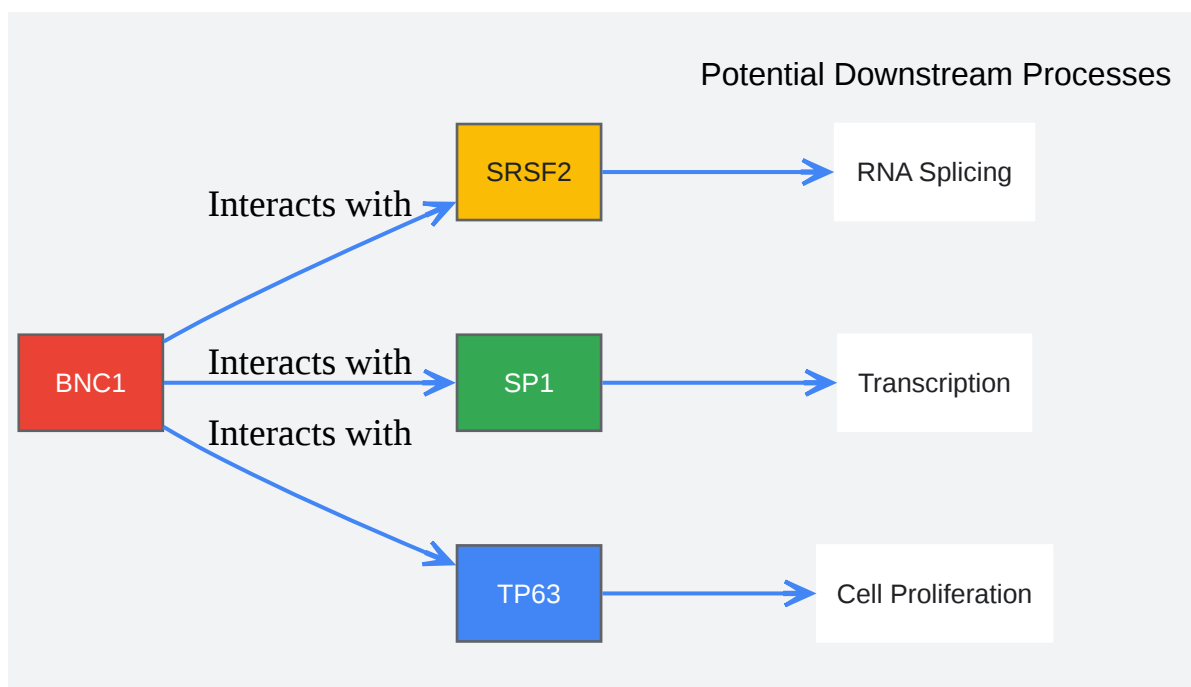 Potential Downstream Processes
SRSF2
RNA Splicing
Interacts with
BNC1
Interacts with
SP1
Transcription
Interacts with
TP63
Cell Proliferation